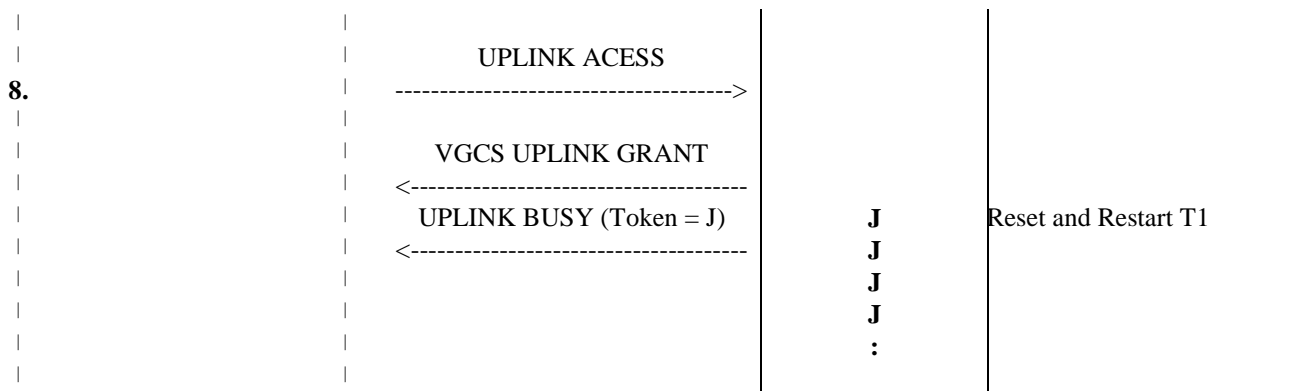 UPLINK ACESS
8.
------------------------------------->
VGCS UPLINK GRANT
<-------------------------------------
UPLINK BUSY (Token = J) J Reset and Restart T1
<------------------------------------- J
J
J
: